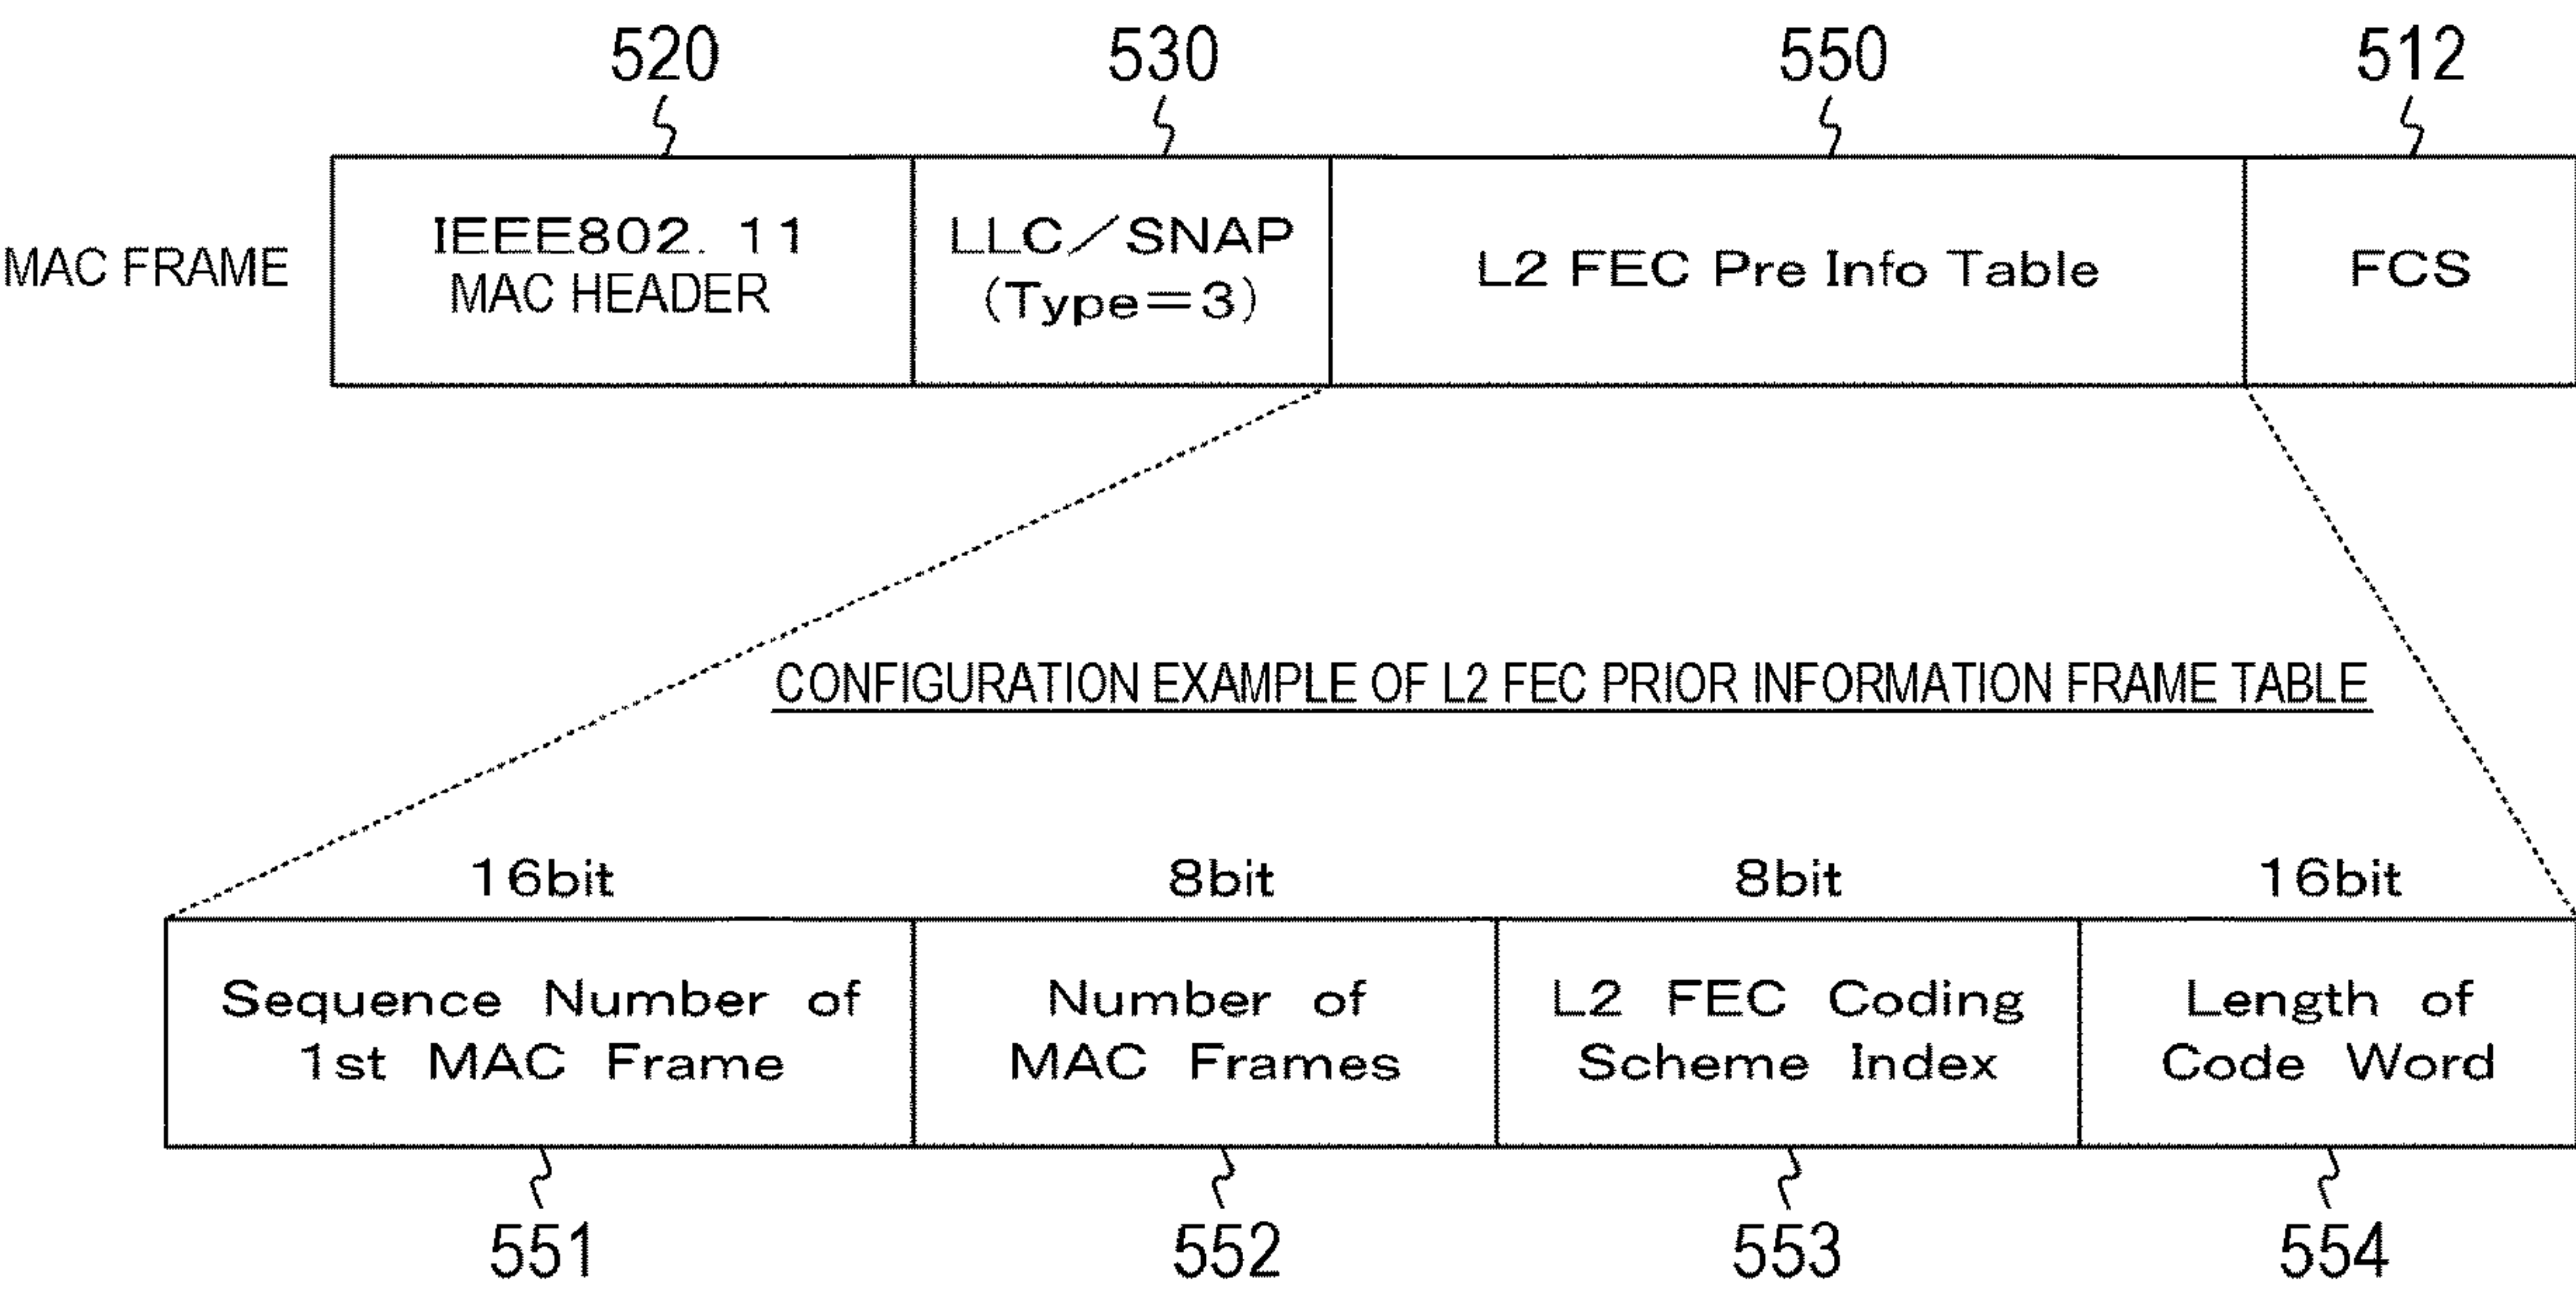 520
530
550
512
MAC FRAME
IEEE802. 11
MAC HEADER
LLC／SNAP
(Type＝3)
L2 FEC Pre Info Table
FCS
CONFIGURATION EXAMPLE OF L2 FEC PRIOR INFORMATION FRAME TABLE
16bit
8bit
8bit
16bit
Sequence Number of
1st MAC Frame
Number of
MAC Frames
L2 FEC Coding
Scheme Index
Length of
Code Word
551
552
553
554